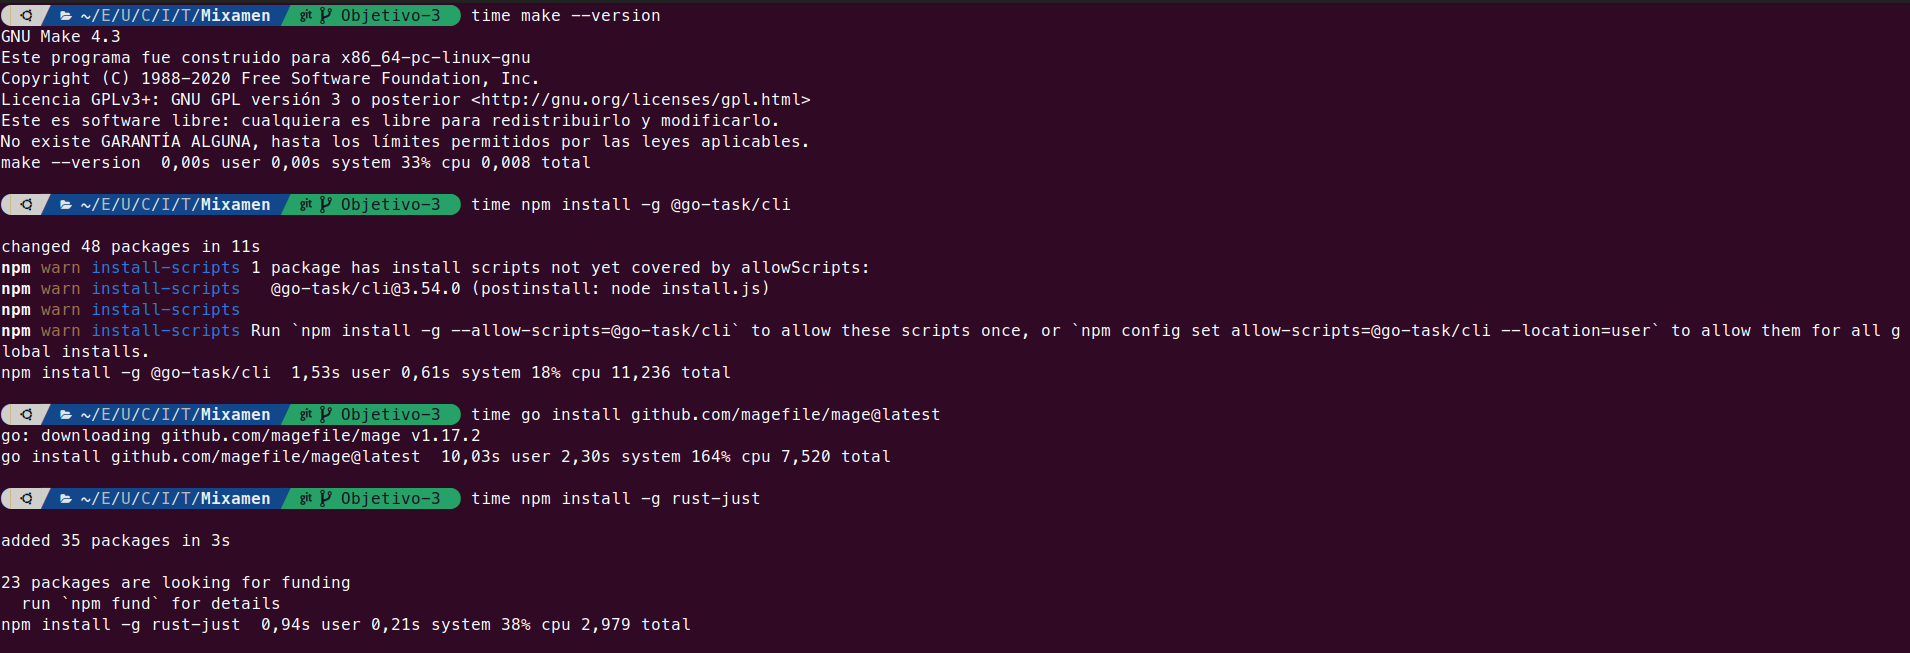 ~/E/U/C/I/T/Mixamen git Objetivo-3 time make --version
GNU Make 4.3
Este programa fue construido para x86_64-pc-linux-gnu
Copyright (C) 1988-2020 Free Software Foundation, Inc.
Licencia GPLv3+: GNU GPL versión 3 o posterior <http://gnu.org/licenses/gpl.html>
Este es software libre: cualquiera es libre para redistribuirlo y modificarlo.
No existe GARANTÍA ALGUNA, hasta los límites permitidos por las leyes aplicables.
make --version  0,00s user 0,00s system 33% cpu 0,008 total
~/E/U/C/I/T/Mixamen git Objetivo-3 time npm install -g @go-task/cli
changed 48 packages in 11s
npm warn install-scripts 1 package has install scripts not yet covered by allowScripts:
npm warn install-scripts   @go-task/cli@3.54.0 (postinstall: node install.js)
npm warn install-scripts
npm warn install-scripts Run `npm install -g --allow-scripts=@go-task/cli` to allow these scripts once, or `npm config set allow-scripts=@go-task/cli --location=user` to allow them for all g
lobal installs.
npm install -g @go-task/cli  1,53s user 0,61s system 18% cpu 11,236 total
~/E/U/C/I/T/Mixamen git Objetivo-3 time go install github.com/magefile/mage@latest
go: downloading github.com/magefile/mage v1.17.2
go install github.com/magefile/mage@latest  10,03s user 2,30s system 164% cpu 7,520 total
~/E/U/C/I/T/Mixamen git Objetivo-3 time npm install -g rust-just
added 35 packages in 3s
23 packages are looking for funding
  run `npm fund` for details
npm install -g rust-just  0,94s user 0,21s system 38% cpu 2,979 total